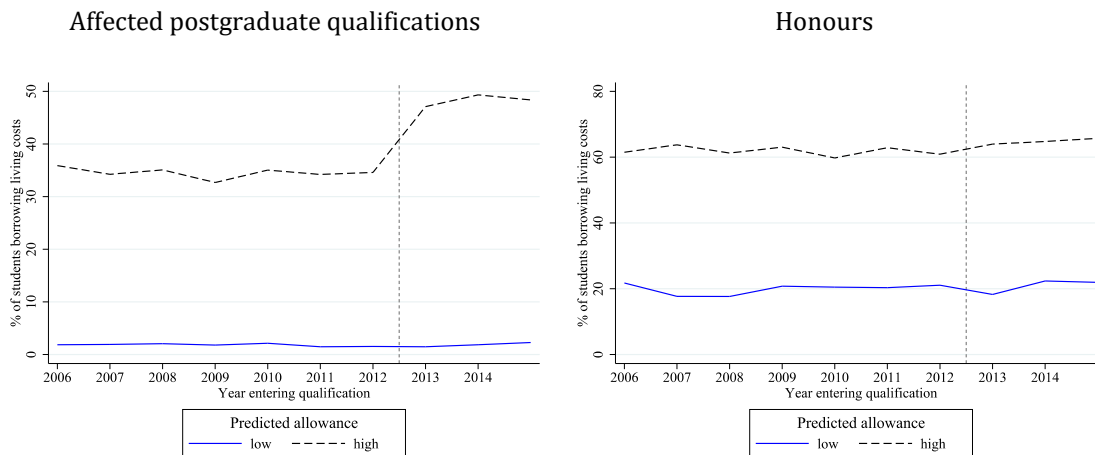 Affected postgraduate qualifications
% of students borrowing living costs
50
40
30
20
10
0
2006 2007 2008 2009 2010 2011 2012 2013 2014
Year entering qualification
Predicted allowance
low high
Honours
% of students borrowing living costs
80
60
40
20
0
2006 2007 2008 2009 2010 2011 2012 2013 2014
Year entering qualification
Predicted allowance
low high